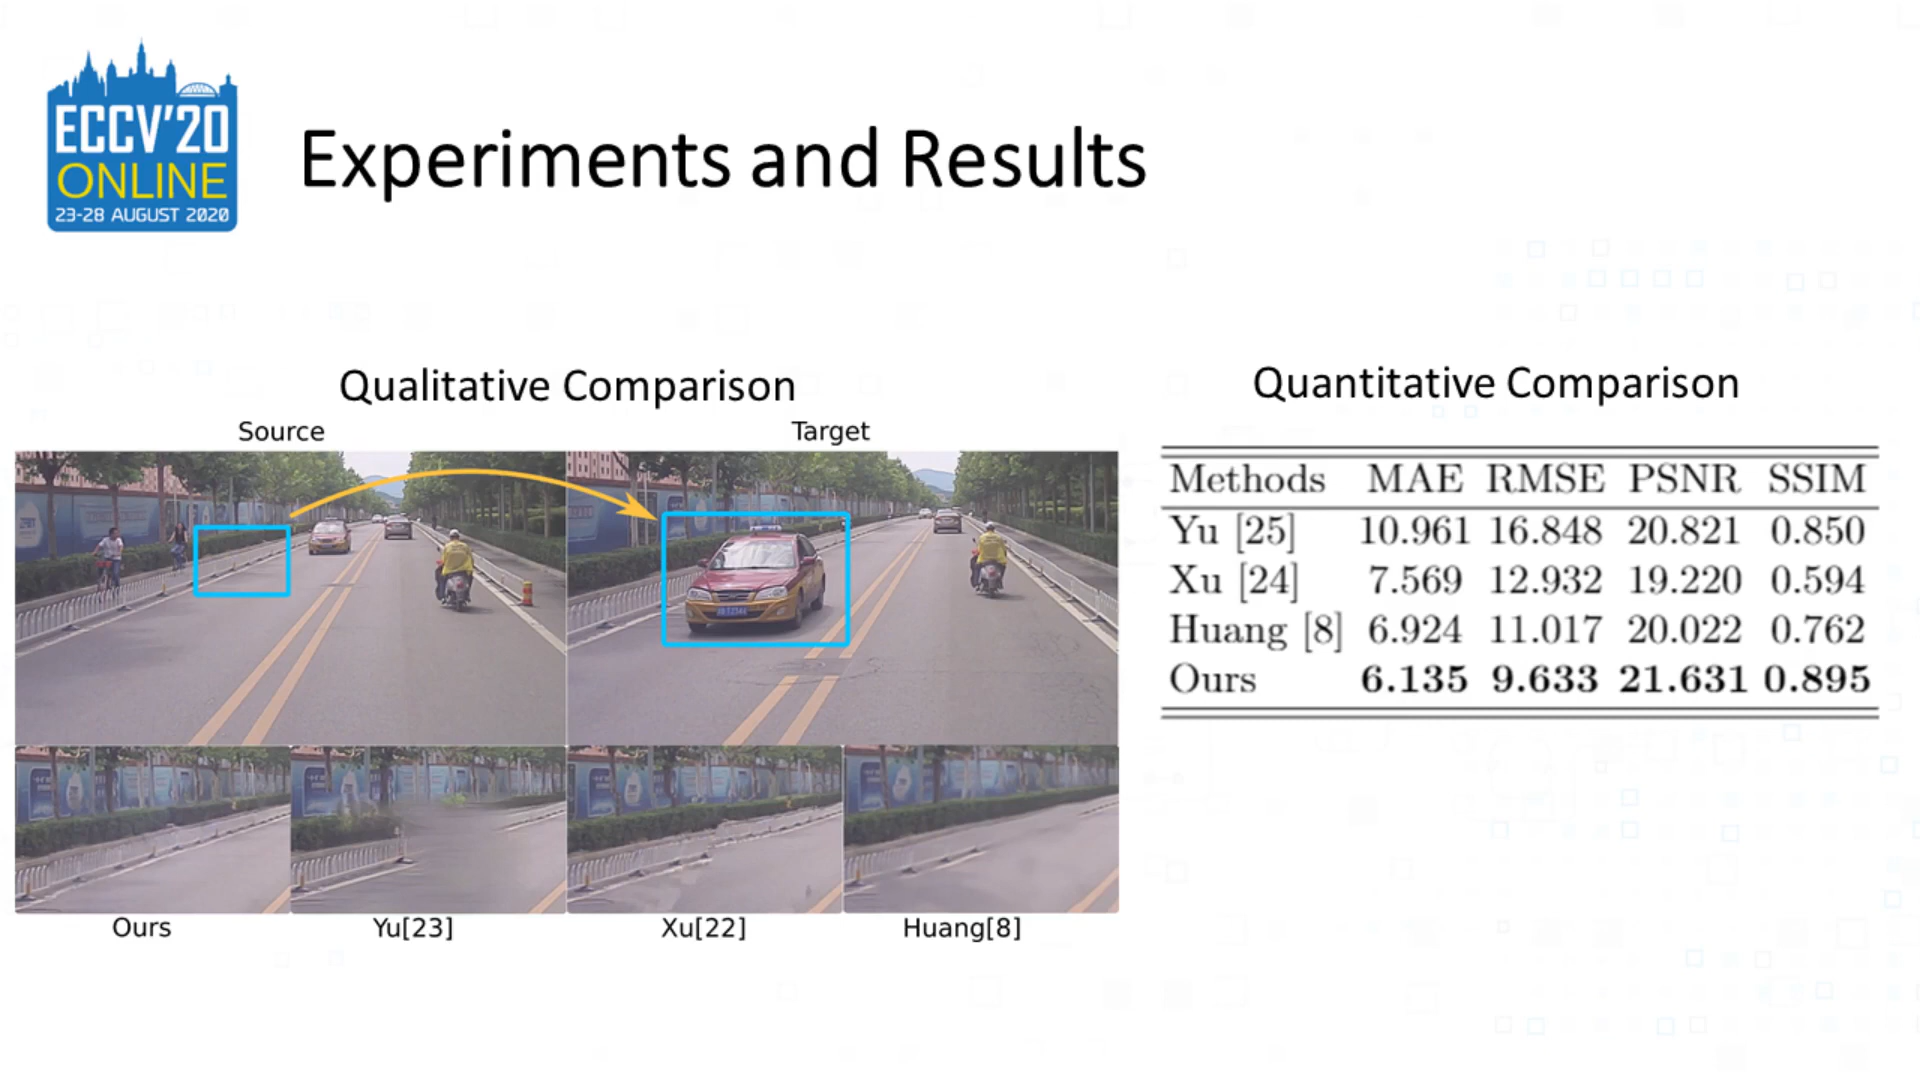 ECCV'20
ONLINE
23-28 AUGUST 2020
Experiments and Results
Qualitative Comparison
Source Target
Ours Yu[23] Xu[22] Huang[8]
Quantitative Comparison
Methods MAE RMSE PSNR SSIM
Yu [25] 10.961 16.848 20.821 0.850
Xu [24] 7.569 12.932 19.220 0.594
Huang [8] 6.924 11.017 20.022 0.762
Ours 6.135 9.633 21.631 0.895